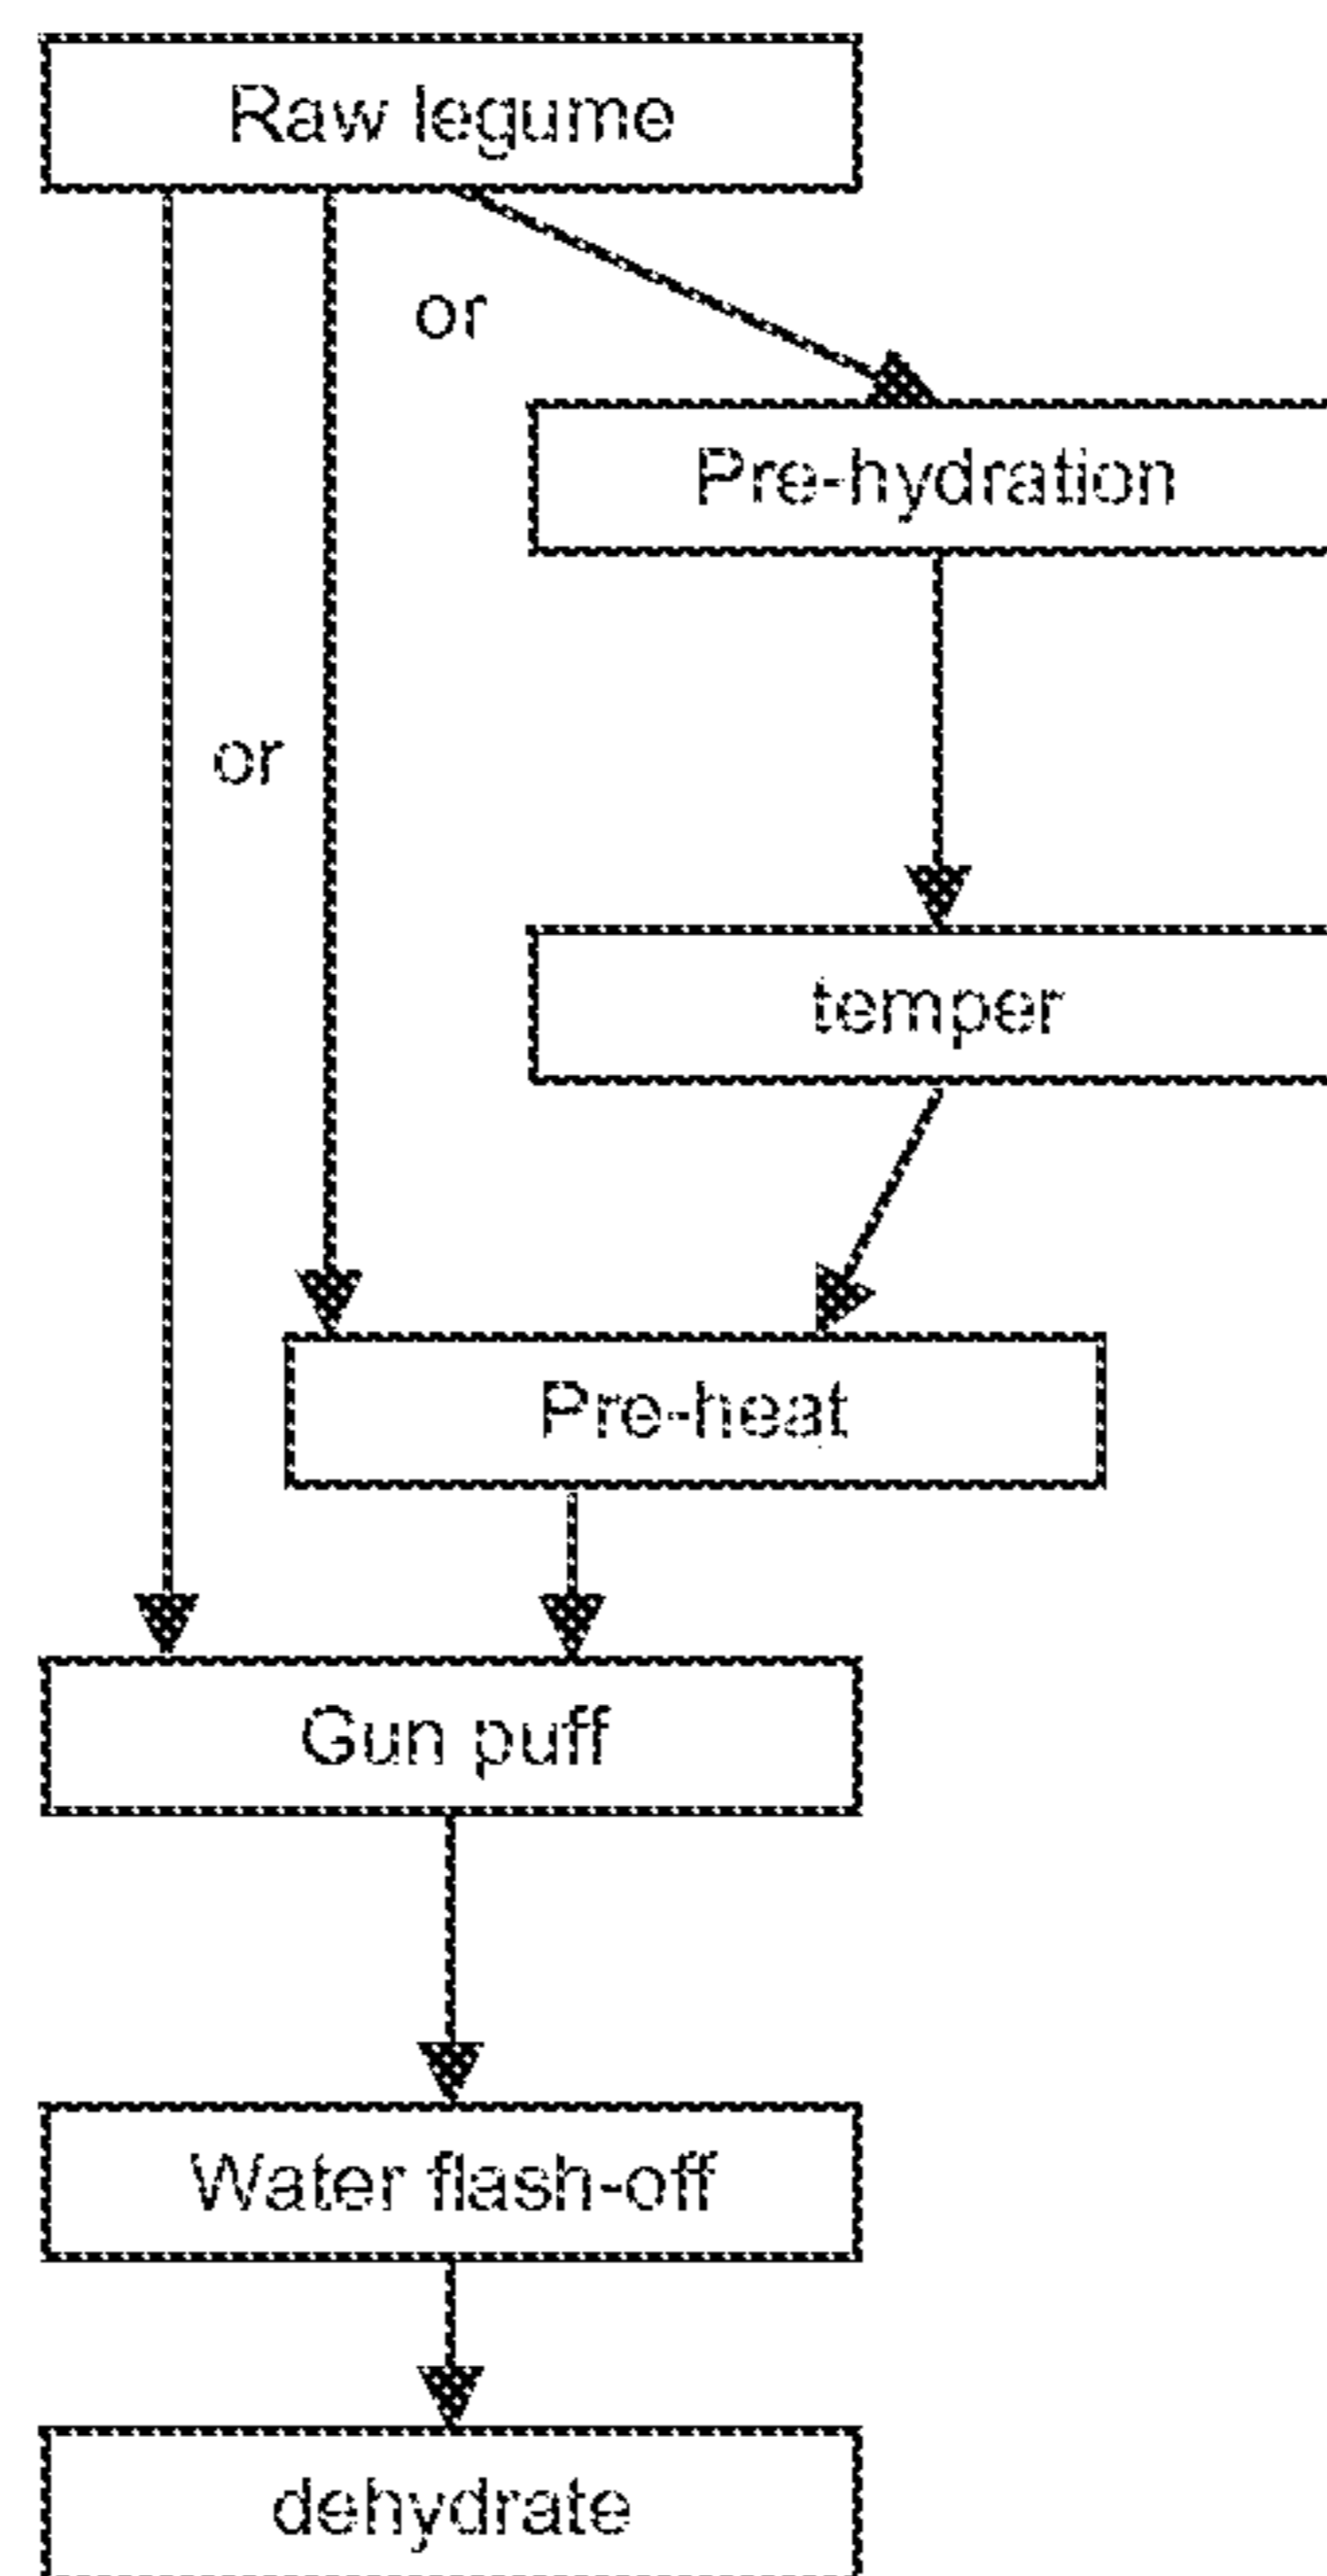 Raw legume
or
Pre-hydration
or
temper
Pre-heat
Gun puff
Water flash-off
dehydrate